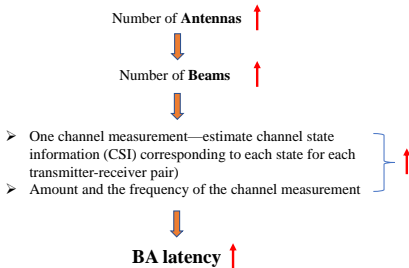 Number of Antennas
Number of Beams
➢ One channel measurement—estimate channel state
information (CSI) corresponding to each state for each
transmitter-receiver pair)
➢ Amount and the frequency of the channel measurement
BA latency